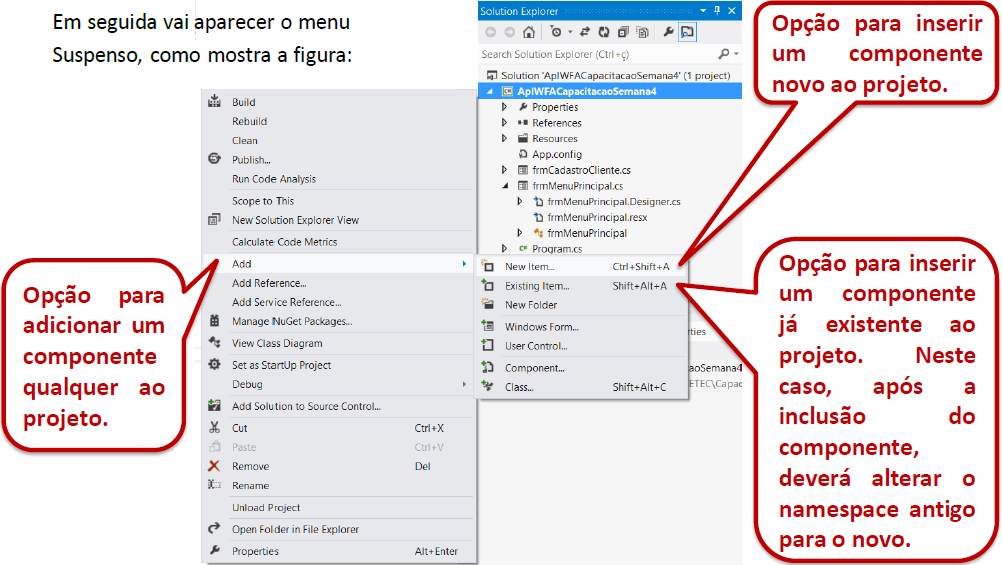 Em seguida vai aparecer o menu
Suspenso, como mostra a figura:
Solution Explorer
Search Solution Explorer (Ctrl+ç)
Solution 'ApIWFACapacitacaoSemana4' (1 project)
ApIWFACapacitacaoSemana4
Properties
References
Resources
App.config
frmCadastroCliente.cs
frmMenuPrincipal.cs
frmMenuPrincipal.Designer.cs
frmMenuPrincipal.resx
frmMenuPrincipal
Program.cs
Opção para inserir
um componente
novo ao projeto.
Build
Rebuild
Clean
Publish...
Run Code Analysis
Scope to This
New Solution Explorer View
Calculate Code Metrics
Add
Add Reference...
Add Service Reference...
Manage NuGet Packages...
View Class Diagram
Set as StartUp Project
Debug
Add Solution to Source Control...
Cut Ctrl+X
Paste Ctrl+V
Remove Del
Rename
Unload Project
Open Folder in File Explorer
Properties Alt+Enter
New Item... Ctrl+Shift+A
Existing Item... Shift+Alt+A
New Folder
Windows Form...
User Control...
Component...
Class... Shift+Alt+C
rties
aoSemana4
ETEC\Capac
Opção para
adicionar um
componente
qualquer ao
projeto.
Opção para inserir
um componente
já existente ao
projeto. Neste
caso, após a
inclusão do
componente,
deverá alterar o
namespace antigo
para o novo.